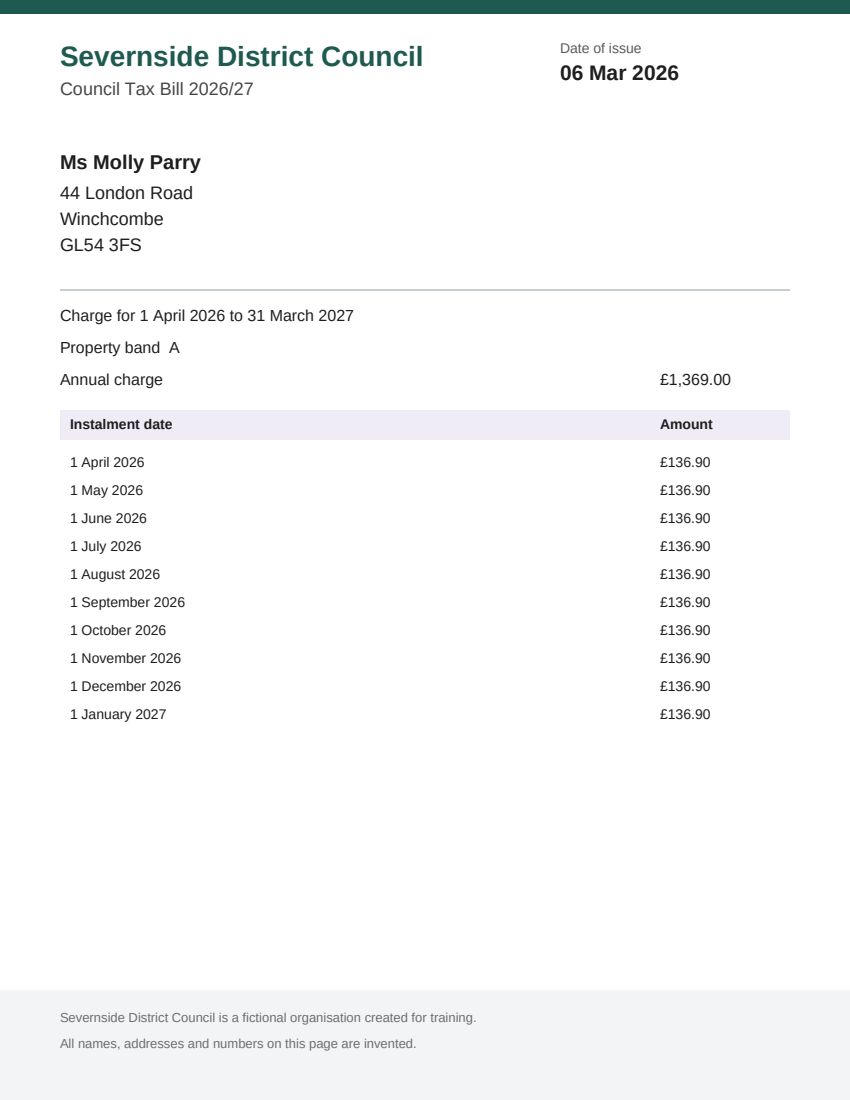 Severnside District Council
Council Tax Bill 2026/27
Date of issue
06 Mar 2026
Ms Molly Parry
44 London Road
Winchcombe
GL54 3FS
Charge for 1 April 2026 to 31 March 2027
Property band A
Annual charge £1,369.00
Instalment date Amount
1 April 2026 £136.90
1 May 2026 £136.90
1 June 2026 £136.90
1 July 2026 £136.90
1 August 2026 £136.90
1 September 2026 £136.90
1 October 2026 £136.90
1 November 2026 £136.90
1 December 2026 £136.90
1 January 2027 £136.90
Severnside District Council is a fictional organisation created for training.
All names, addresses and numbers on this page are invented.